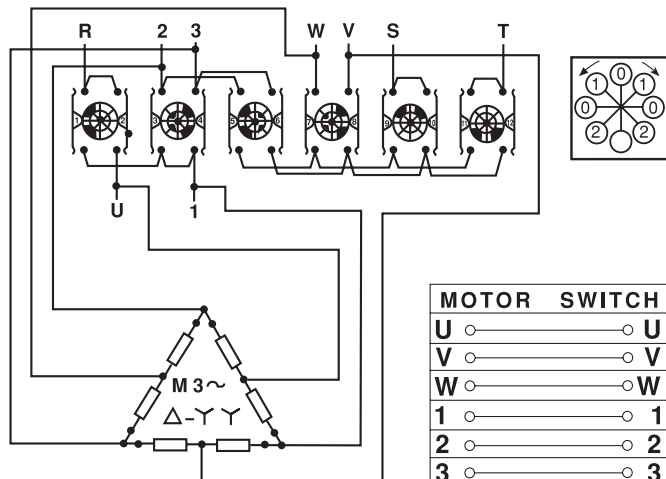 R 2 3 W V S T
1 2 3 4 5 6 7 8 9 10 11 12
U 1
0
1 1
0 0
2 2
M 3~
△-Y Y
MOTOR SWITCH
U U
V V
W W
1 1
2 2
3 3